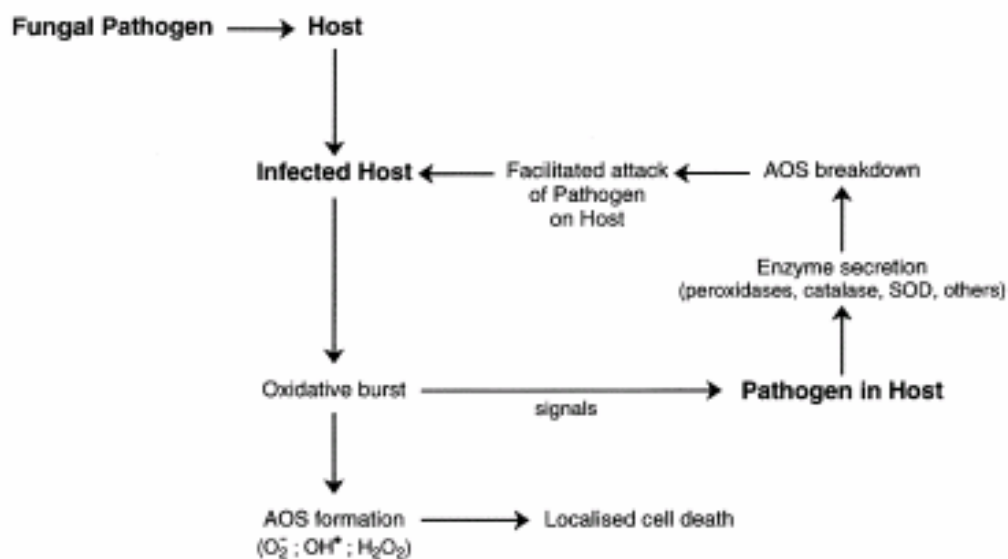 Fungal Pathogen Host
Infected Host Facilitated attack AOS breakdown
of Pathogen
on Host
Enzyme secretion
(peroxidases, catalase, SOD, others)
Oxidative burst signals Pathogen in Host
AOS formation Localised cell death
(O₂⁻ ; OH• ; H₂O₂)